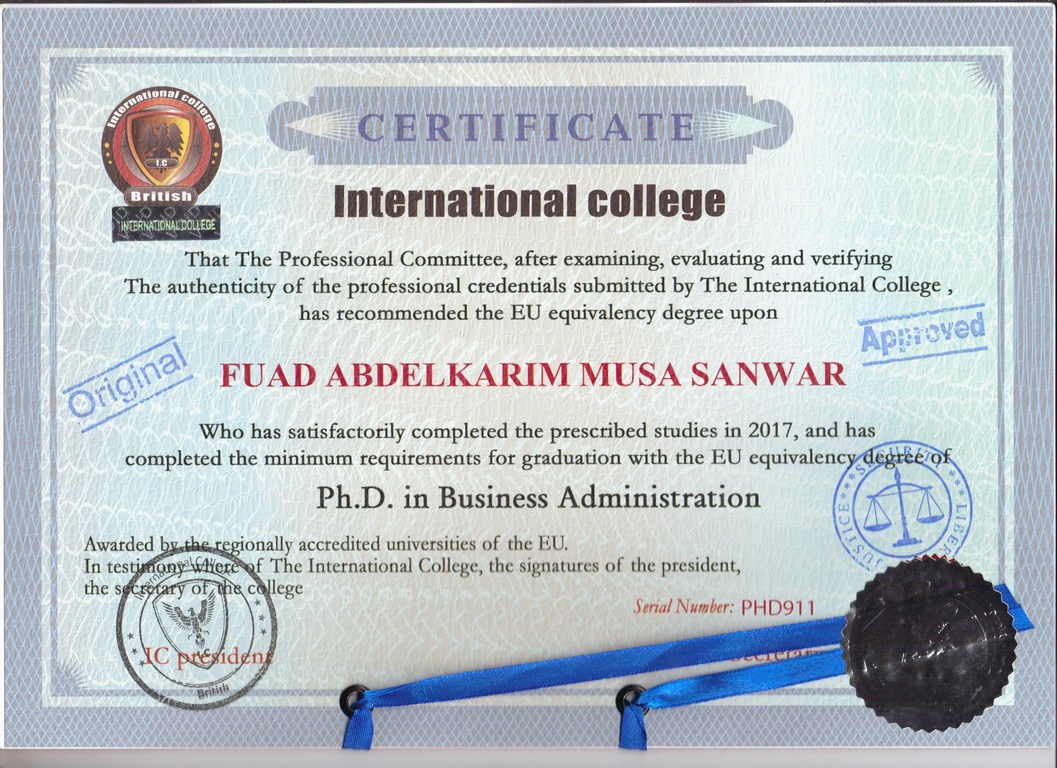 CERTIFICATE
International college
I.C
British
INTERNATIONAL COLLEGE
International college
That The Professional Committee, after examining, evaluating and verifying
The authenticity of the professional credentials submitted by The International College ,
has recommended the EU equivalency degree upon
Approved
Original
FUAD ABDELKARIM MUSA SANWAR
Who has satisfactorily completed the prescribed studies in 2017, and has
completed the minimum requirements for graduation with the EU equivalency degree of
Ph.D. in Business Administration
SECURITY
JUSTICE
Awarded by the regionally accredited universities of the EU.
In testimony where of The International College, the signatures of the president,
the secretary of the college
Serial Number: PHD911
International College
British
IC president